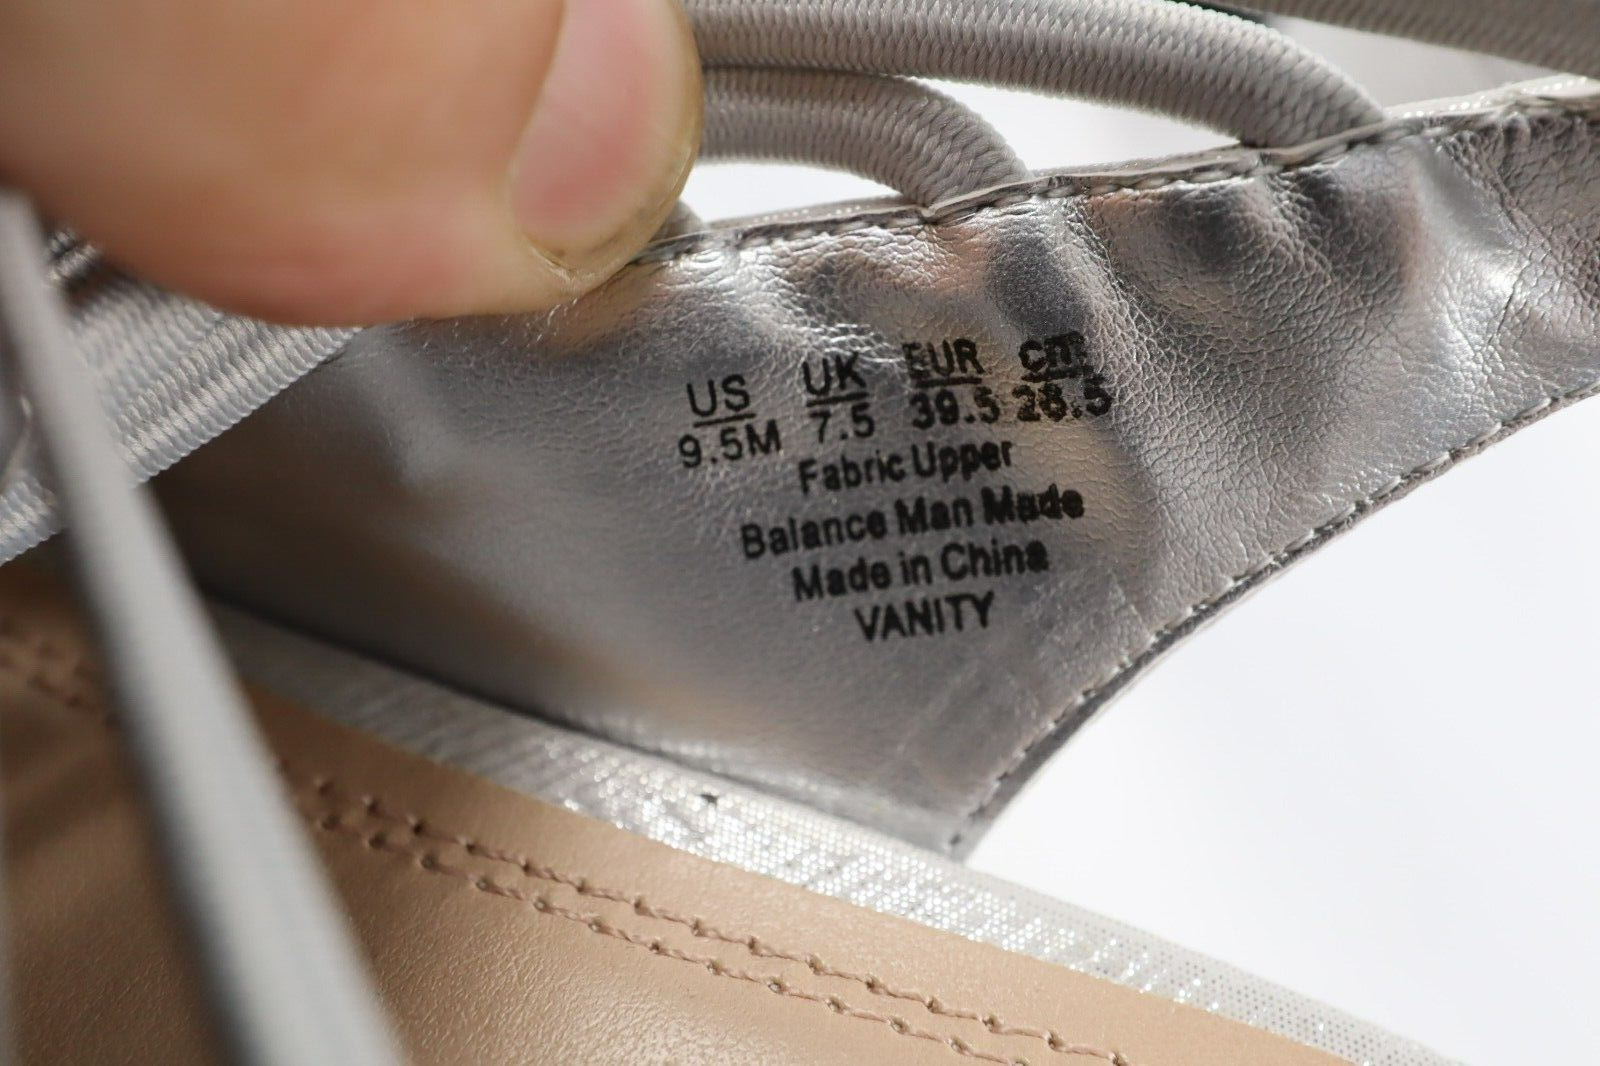 US UK EUR cm
9.5M 7.5 39.5 26.5
Fabric Upper
Balance Man Made
Made in China
VANITY